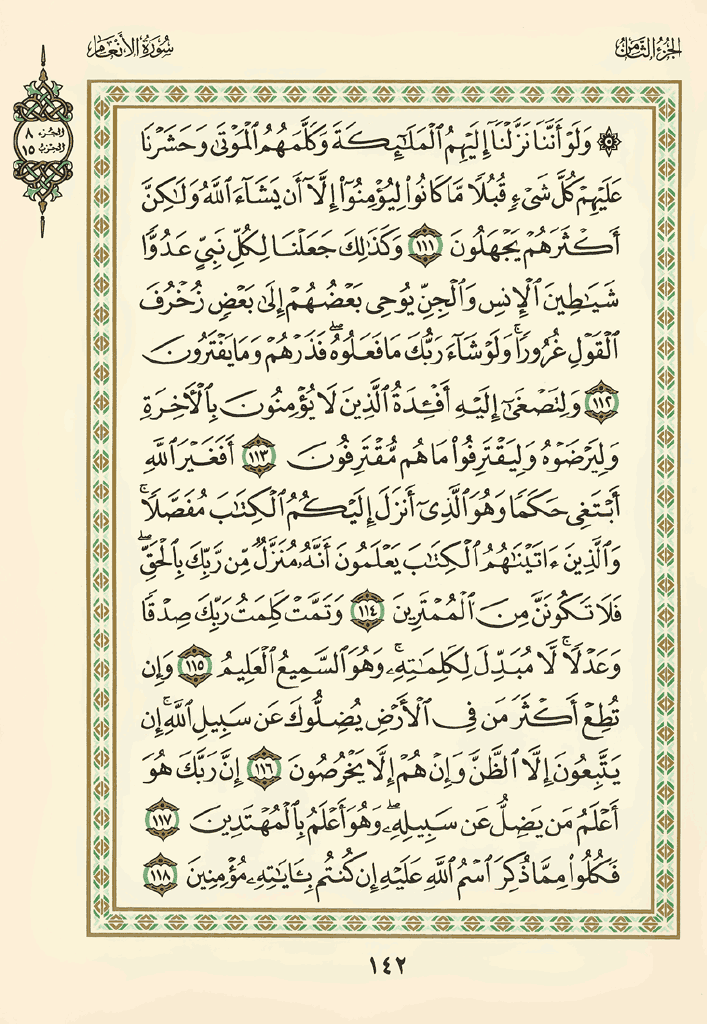 الجزء الثامن
سورة الأنعام
الجزء ٨
الحزب ١٥
۞ وَلَوْ أَنَّنَا نَزَّلْنَآ إِلَيْهِمُ ٱلْمَلَٰٓئِكَةَ وَكَلَّمَهُمُ ٱلْمَوْتَىٰ وَحَشَرْنَا
عَلَيْهِمْ كُلَّ شَىْءٍ قُبُلًا مَّا كَانُوا۟ لِيُؤْمِنُوٓا۟ إِلَّآ أَن يَشَآءَ ٱللَّهُ وَلَٰكِنَّ
أَكْثَرَهُمْ يَجْهَلُونَ ١١١ وَكَذَٰلِكَ جَعَلْنَا لِكُلِّ نَبِىٍّ عَدُوًّا
شَيَٰطِينَ ٱلْإِنسِ وَٱلْجِنِّ يُوحِى بَعْضُهُمْ إِلَىٰ بَعْضٍ زُخْرُفَ
ٱلْقَوْلِ غُرُورًا ۚ وَلَوْ شَآءَ رَبُّكَ مَا فَعَلُوهُ ۖ فَذَرْهُمْ وَمَا يَفْتَرُونَ
١١٢ وَلِتَصْغَىٰٓ إِلَيْهِ أَفْـِٔدَةُ ٱلَّذِينَ لَا يُؤْمِنُونَ بِٱلْءَاخِرَةِ
وَلِيَرْضَوْهُ وَلِيَقْتَرِفُوا۟ مَا هُم مُّقْتَرِفُونَ ١١٣ أَفَغَيْرَ ٱللَّهِ
أَبْتَغِى حَكَمًا وَهُوَ ٱلَّذِىٓ أَنزَلَ إِلَيْكُمُ ٱلْكِتَٰبَ مُفَصَّلًا ۚ
وَٱلَّذِينَ ءَاتَيْنَٰهُمُ ٱلْكِتَٰبَ يَعْلَمُونَ أَنَّهُۥ مُنَزَّلٌ مِّن رَّبِّكَ بِٱلْحَقِّ ۖ
فَلَا تَكُونَنَّ مِنَ ٱلْمُمْتَرِينَ ١١٤ وَتَمَّتْ كَلِمَتُ رَبِّكَ صِدْقًا
وَعَدْلًا ۚ لَّا مُبَدِّلَ لِكَلِمَٰتِهِۦ ۚ وَهُوَ ٱلسَّمِيعُ ٱلْعَلِيمُ ١١٥ وَإِن
تُطِعْ أَكْثَرَ مَن فِى ٱلْأَرْضِ يُضِلُّوكَ عَن سَبِيلِ ٱللَّهِ ۚ إِن
يَتَّبِعُونَ إِلَّا ٱلظَّنَّ وَإِنْ هُمْ إِلَّا يَخْرُصُونَ ١١٦ إِنَّ رَبَّكَ هُوَ
أَعْلَمُ مَن يَضِلُّ عَن سَبِيلِهِۦ ۖ وَهُوَ أَعْلَمُ بِٱلْمُهْتَدِينَ ١١٧
فَكُلُوا۟ مِمَّا ذُكِرَ ٱسْمُ ٱللَّهِ عَلَيْهِ إِن كُنتُم بِـَٔايَٰتِهِۦ مُؤْمِنِينَ ١١٨
١٤٢